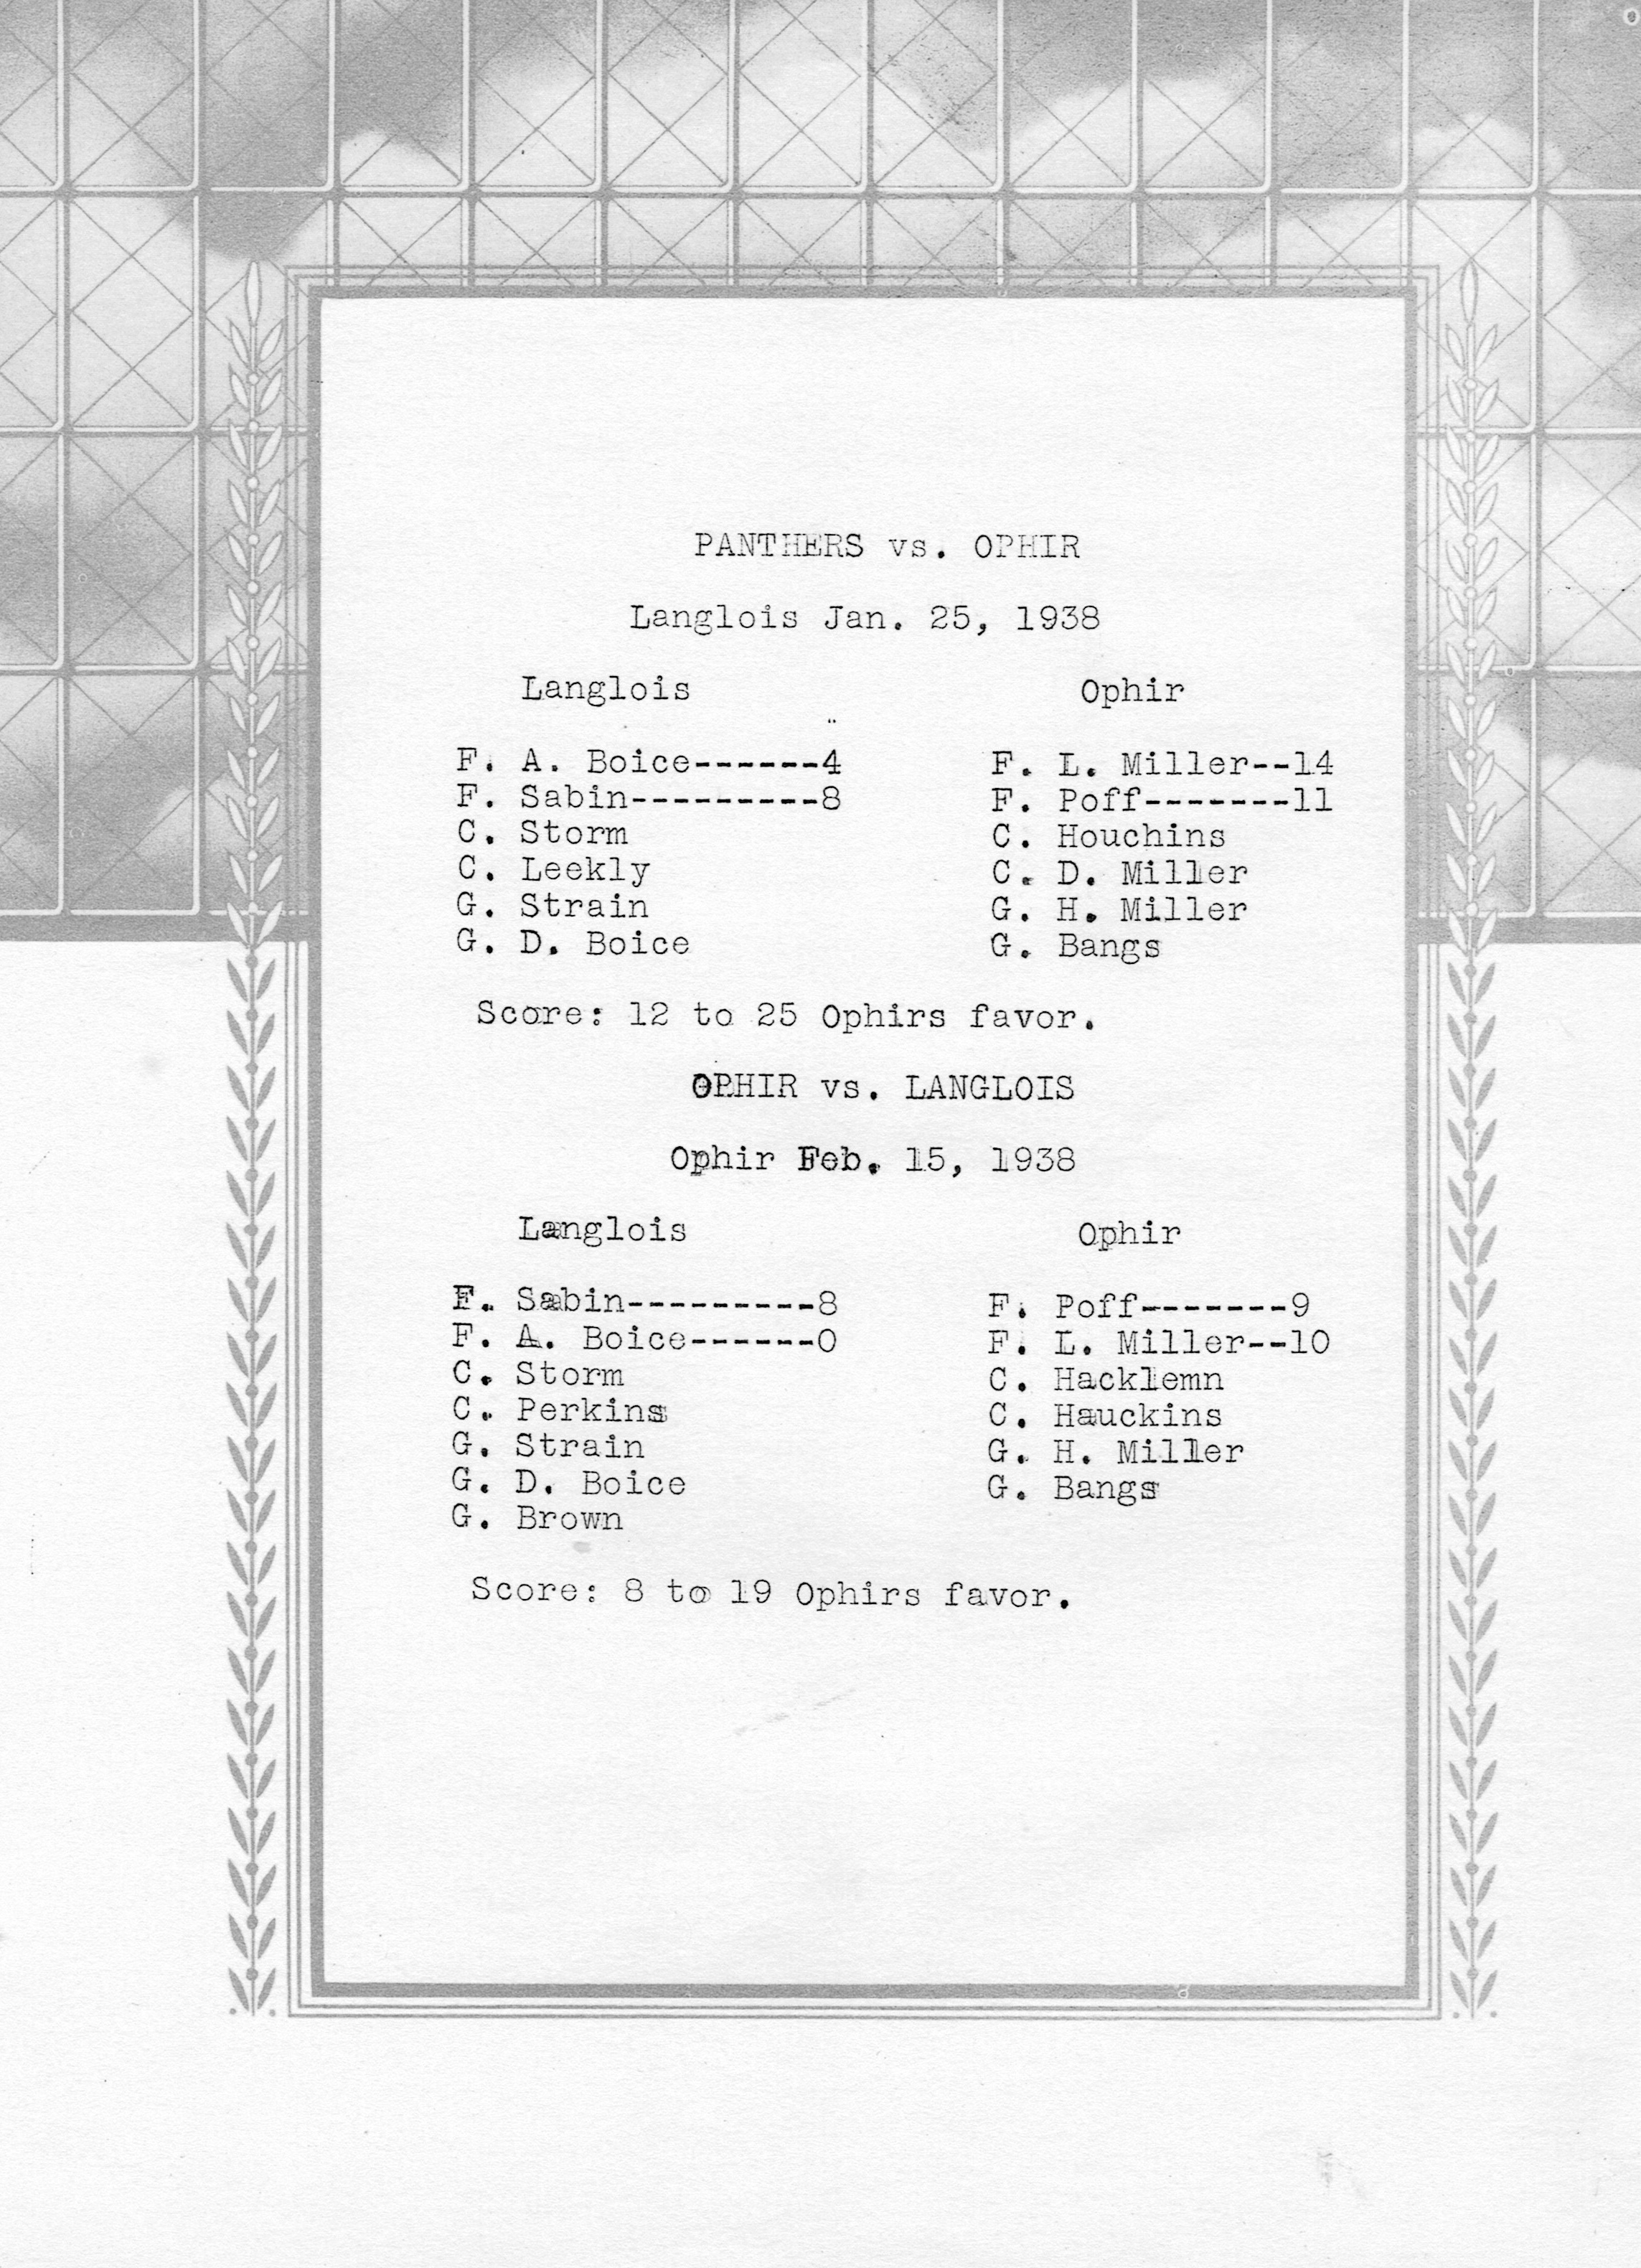 PANTHERS vs. OPHIR
Langlois Jan. 25, 1938
Langlois Ophir
F. A. Boice------4 F. L. Miller--14
F. Sabin---------8 F. Poff-------11
C. Storm C. Houchins
C. Leekly C. D. Miller
G. Strain G. H. Miller
G. D. Boice G. Bangs
Score: 12 to 25 Ophirs favor.
OPHIR vs. LANGLOIS
Ophir Feb. 15, 1938
Langlois Ophir
F. Sabin---------8 F. Poff-------9
F. A. Boice------0 F. L. Miller--10
C. Storm C. Hacklemn
C. Perkins C. Hauckins
G. Strain G. H. Miller
G. D. Boice G. Bangs
G. Brown
Score: 8 to 19 Ophirs favor.